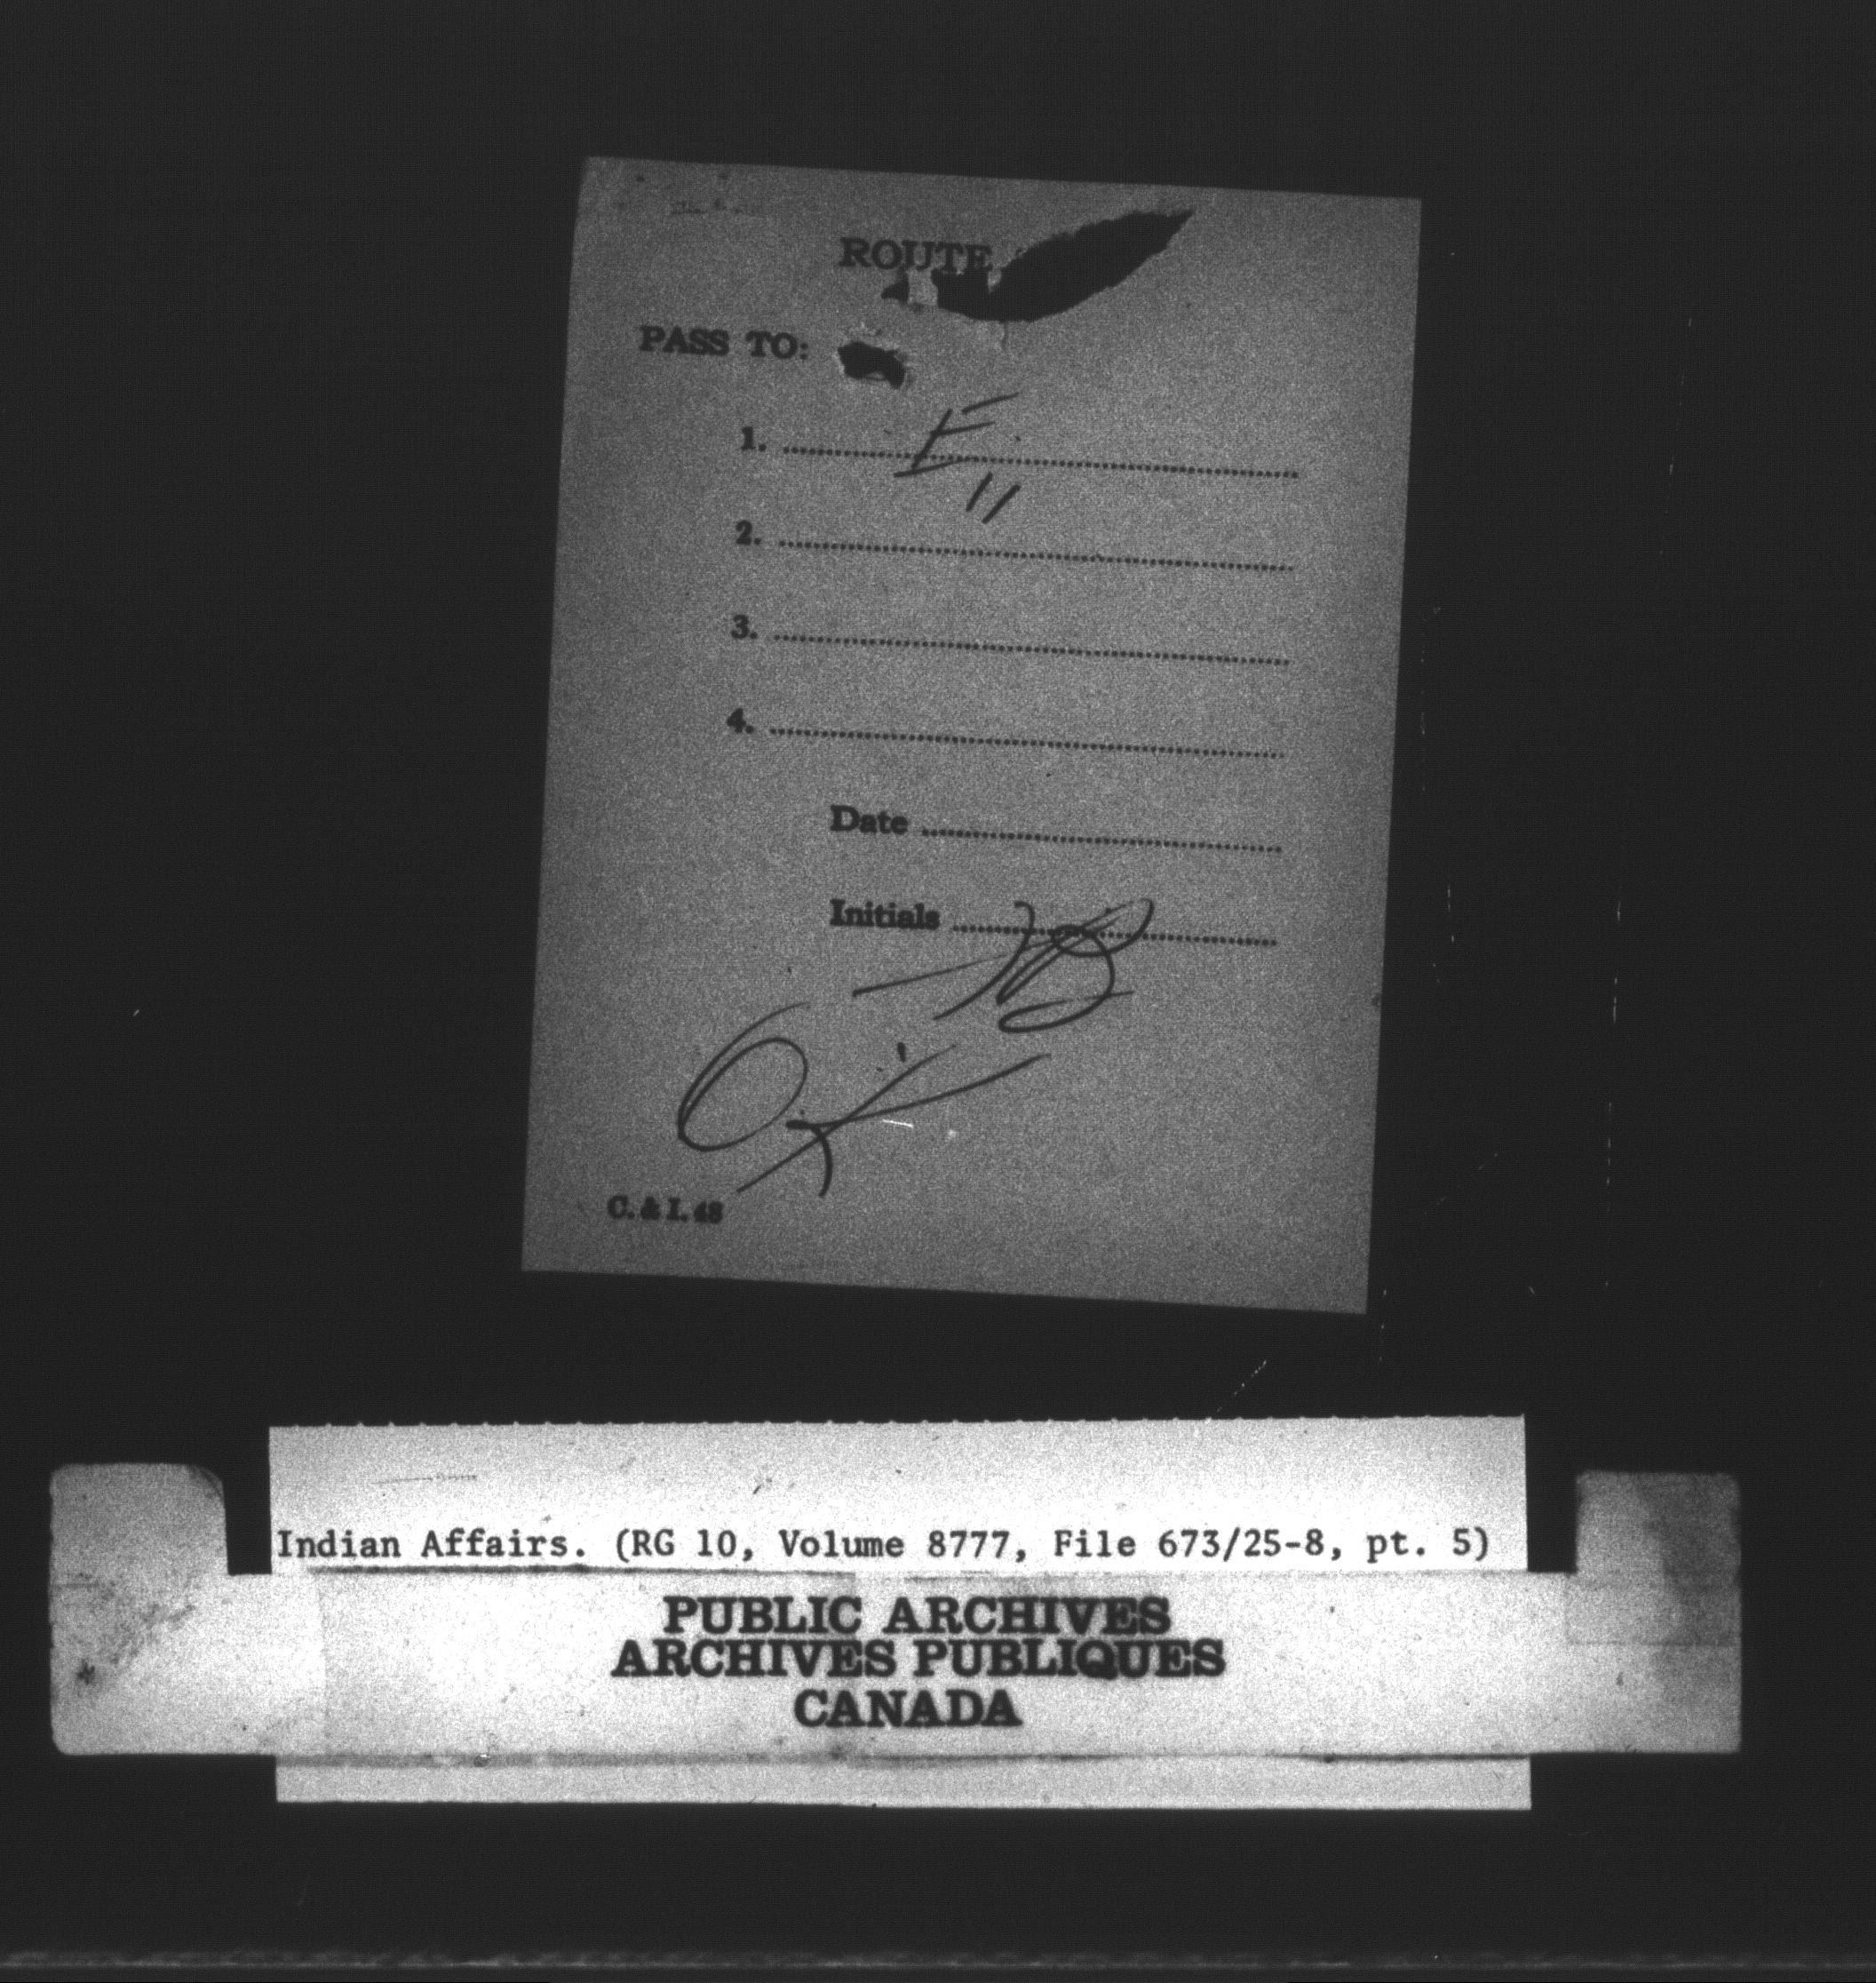 ROUTE
PASS TO:
1. E
"
2.
3.
4.
Date
Initials
C. & I. 48
Indian Affairs. (RG 10, Volume 8777, File 673/25-8, pt. 5)
PUBLIC ARCHIVES
ARCHIVES PUBLIQUES
CANADA